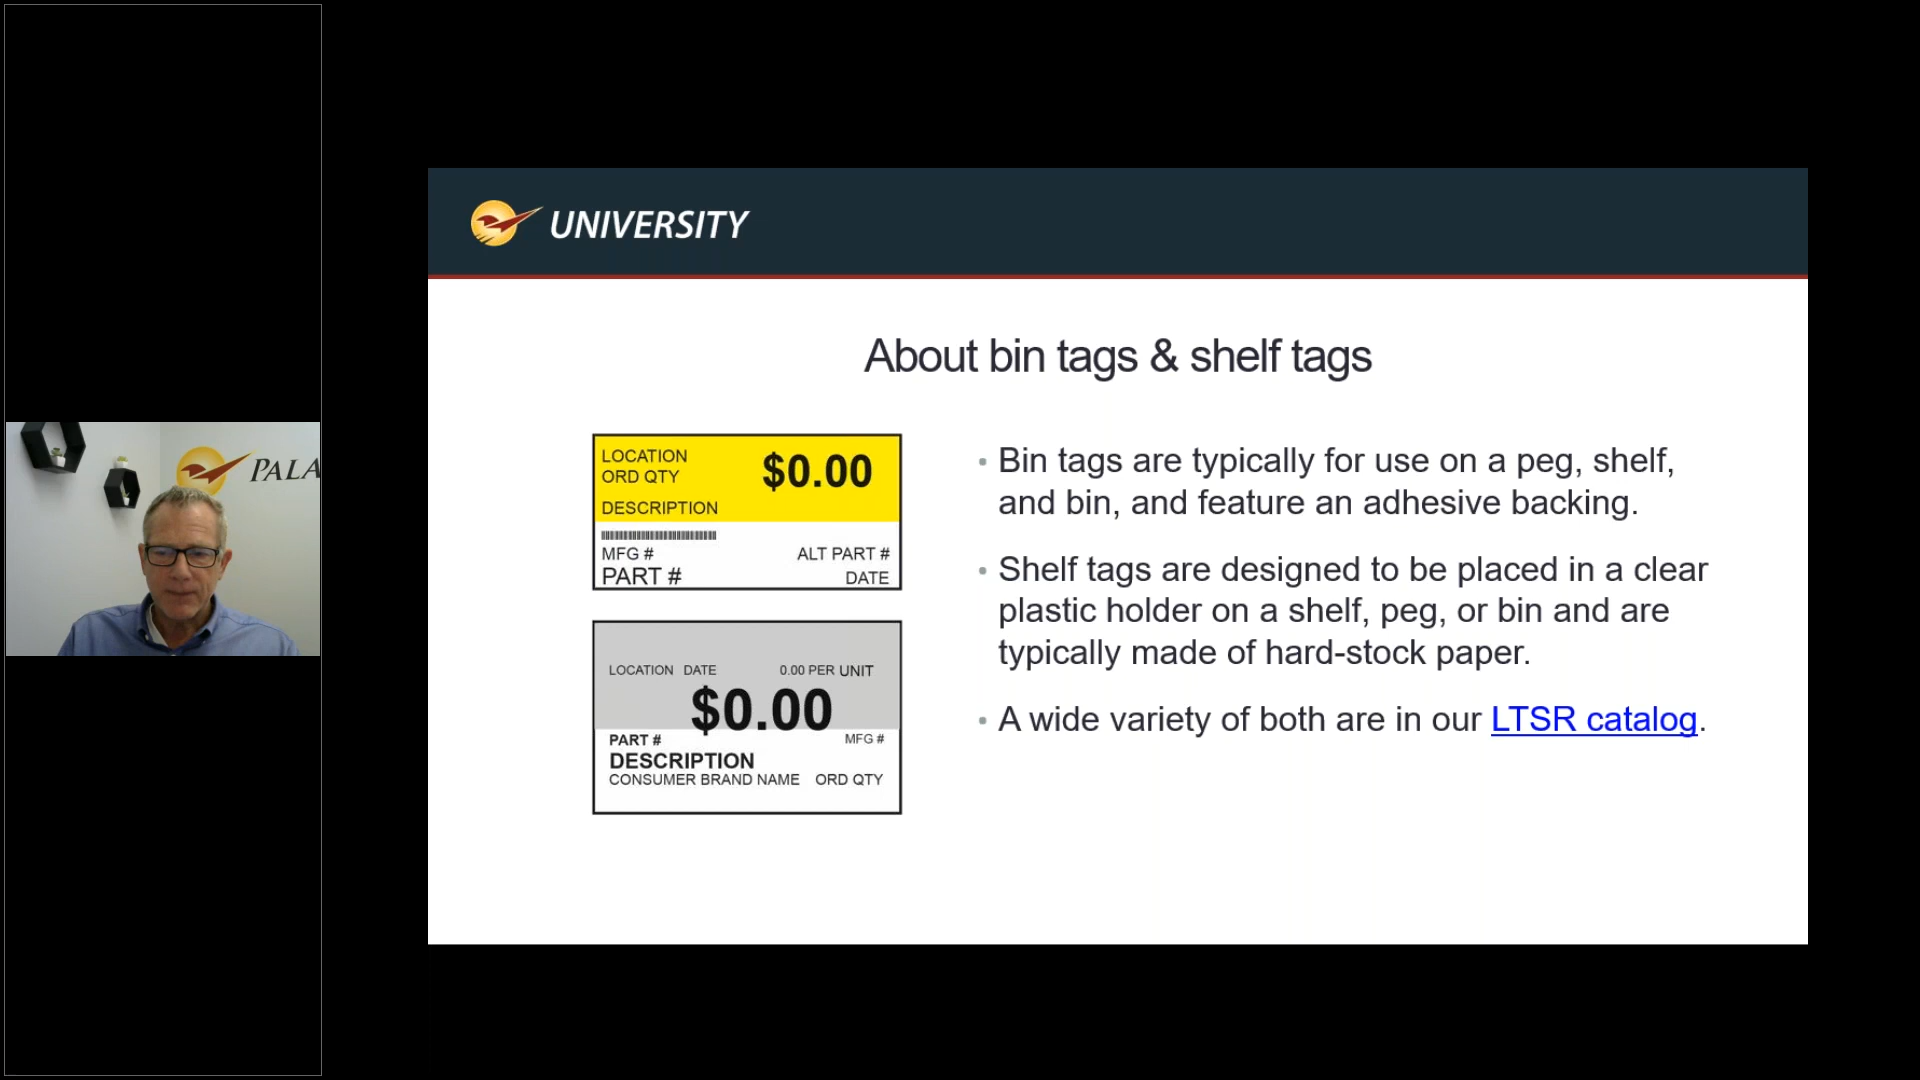 PALA
UNIVERSITY
About bin tags & shelf tags
LOCATION
ORD QTY
$0.00
DESCRIPTION
MFG #
ALT PART #
PART #
DATE
LOCATION DATE 0.00 PER UNIT
$0.00
PART # MFG #
DESCRIPTION
CONSUMER BRAND NAME ORD QTY
• Bin tags are typically for use on a peg, shelf,
and bin, and feature an adhesive backing.
• Shelf tags are designed to be placed in a clear
plastic holder on a shelf, peg, or bin and are
typically made of hard-stock paper.
• A wide variety of both are in our LTSR catalog.